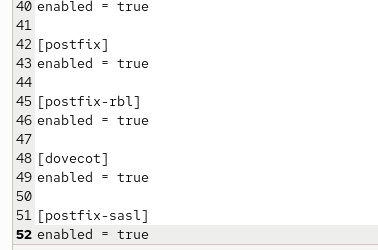 40 enabled = true
41
42 [postfix]
43 enabled = true
44
45 [postfix-rbl]
46 enabled = true
47
48 [dovecot]
49 enabled = true
50
51 [postfix-sasl]
52 enabled = true